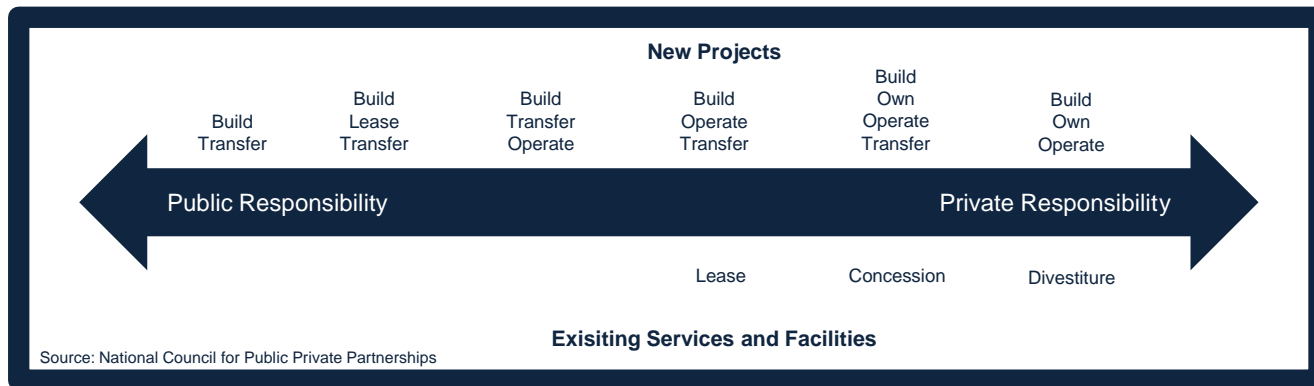 New Projects
Build
Transfer
Build
Lease
Transfer
Build
Transfer
Operate
Build
Operate
Transfer
Build
Own
Operate
Transfer
Build
Own
Operate
Public Responsibility
Private Responsibility
Lease
Concession
Divestiture
Exisiting Services and Facilities
Source: National Council for Public Private Partnerships